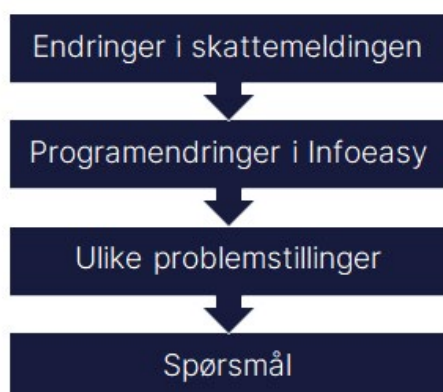 Endringer i skattemeldingen
Programendringer i Infoeasy
Ulike problemstillinger
Spørsmål